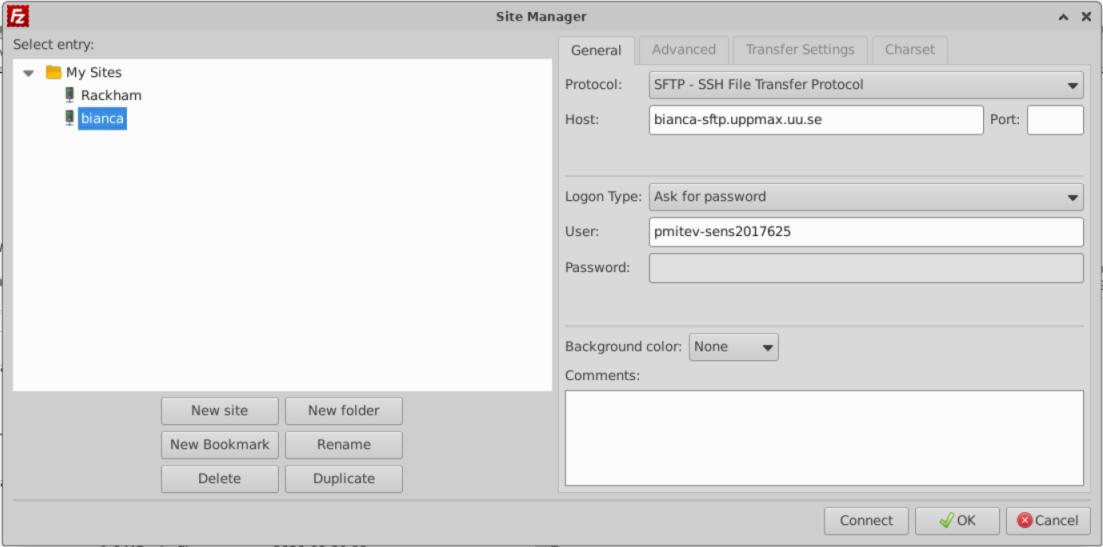 Site Manager
Select entry:
My Sites
Rackham
bianca
New site
New folder
New Bookmark
Rename
Delete
Duplicate
General
Advanced
Transfer Settings
Charset
Protocol:
SFTP - SSH File Transfer Protocol
Host:
bianca-sftp.uppmax.uu.se
Port:
Logon Type:
Ask for password
User:
pmitev-sens2017625
Password:
Background color:
None
Comments:
Connect
OK
Cancel